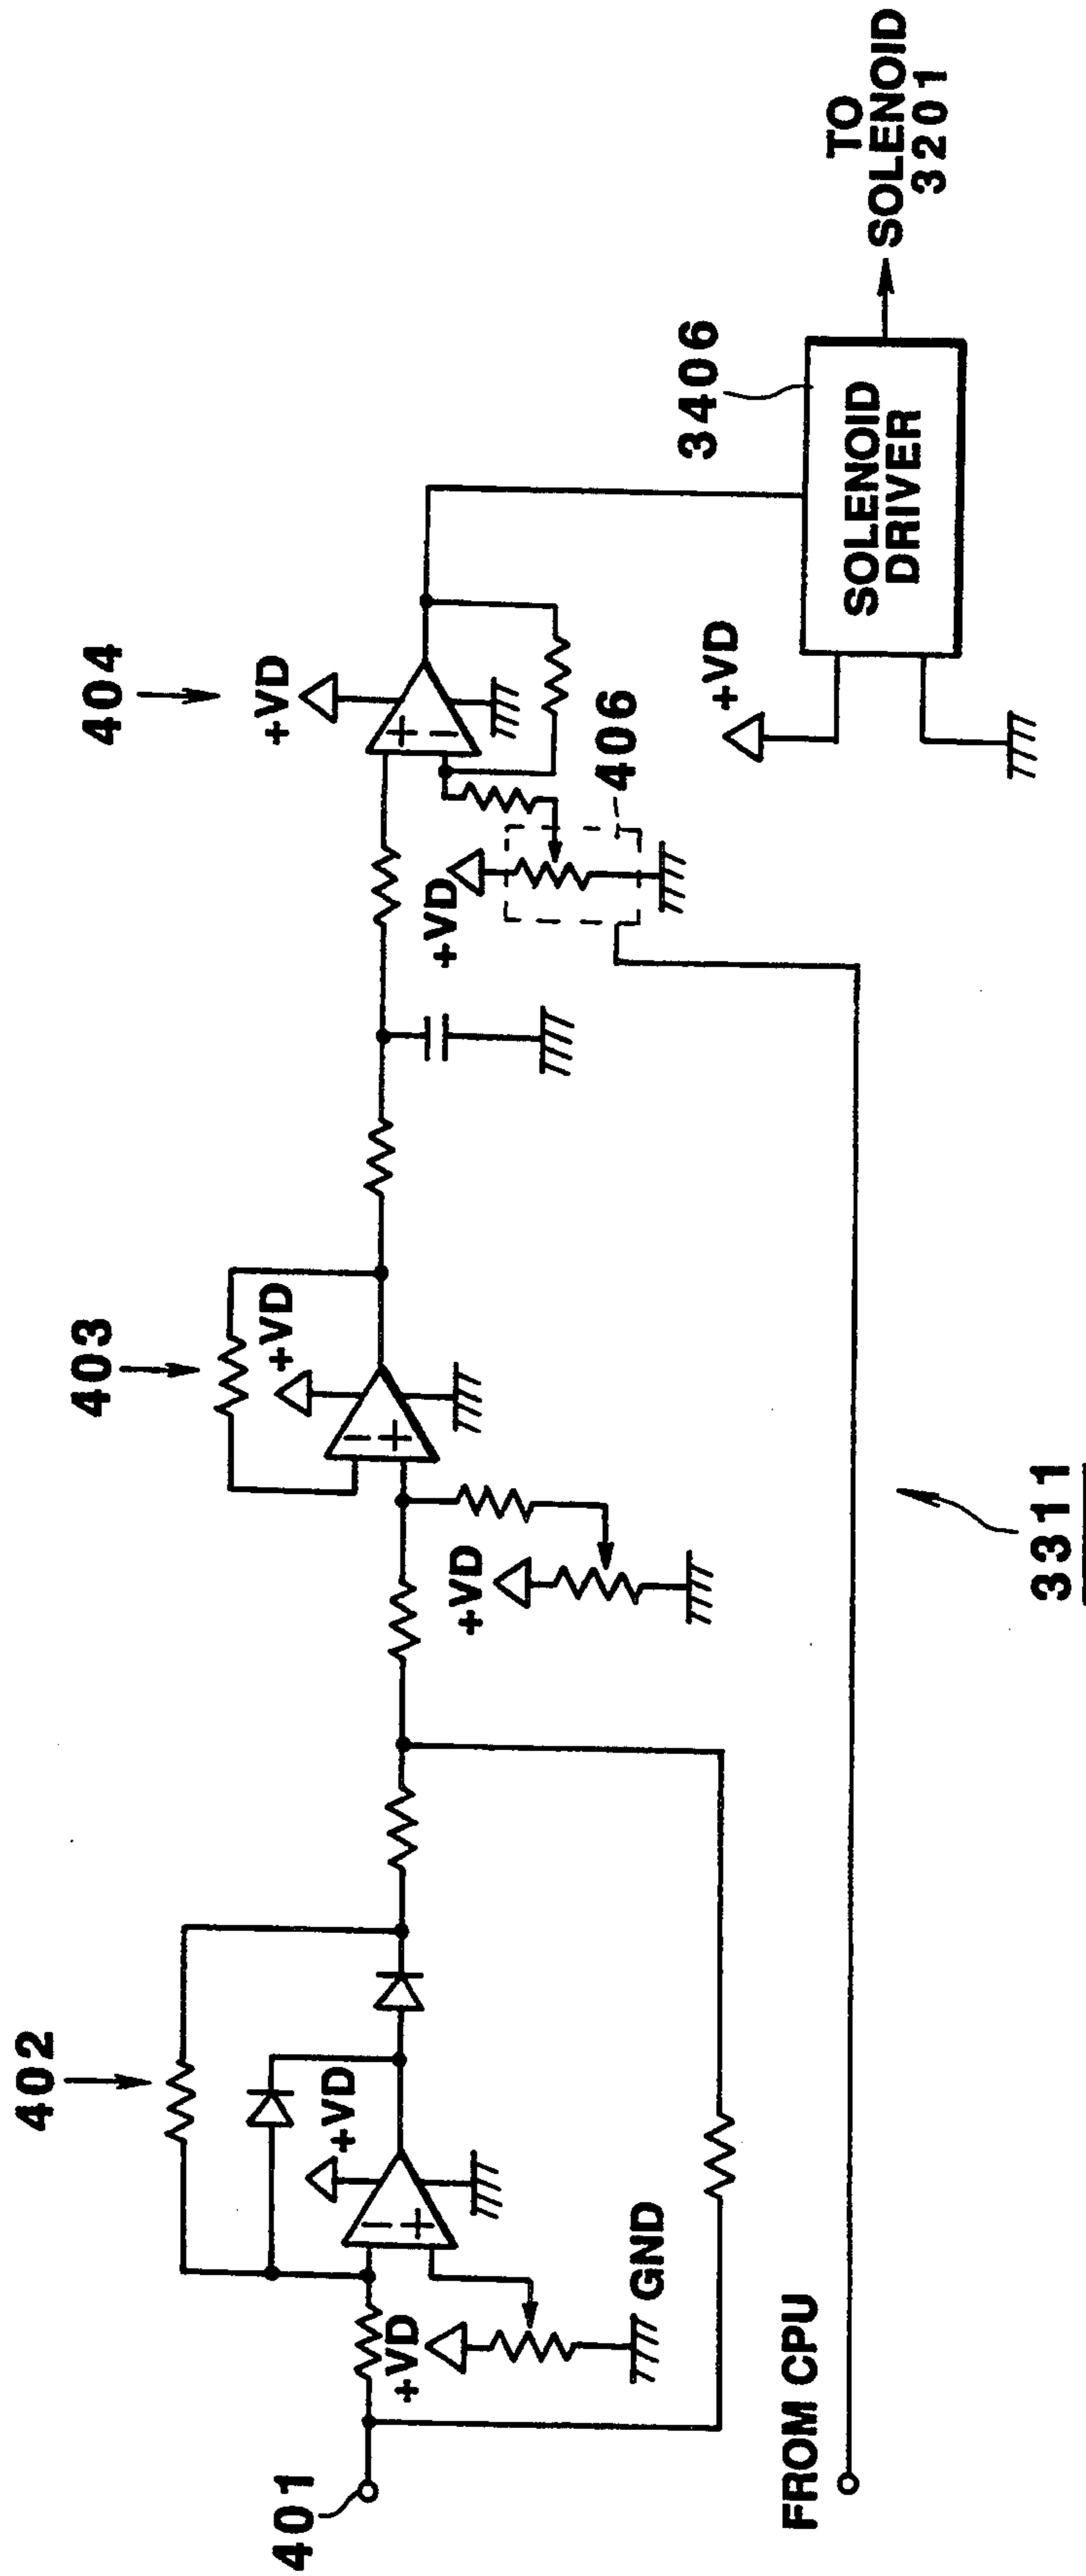 402
403
404
+VD
+VD
+VD
401
+VD
GND
+VD
+VD
406
+VD
3406
SOLENOID
DRIVER
TO
SOLENOID
3201
FROM CPU
3311